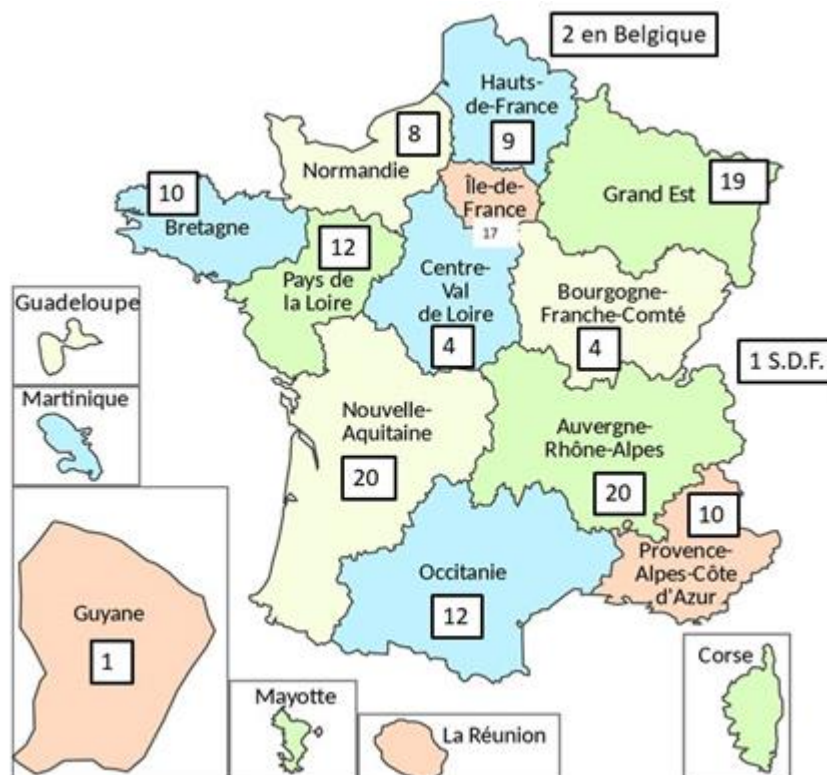 2 en Belgique
Hauts-
de-France
9
8
Normandie
Île-de-
France
17
Grand Est
19
10
Bretagne
12
Pays de
la Loire
Centre-
Val
de Loire
4
Bourgogne-
Franche-Comté
4
1 S.D.F.
Guadeloupe
Martinique
Nouvelle-
Aquitaine
20
Auvergne-
Rhône-Alpes
20
10
Provence-
Alpes-Côte
d'Azur
Occitanie
12
Guyane
1
Mayotte
La Réunion
Corse